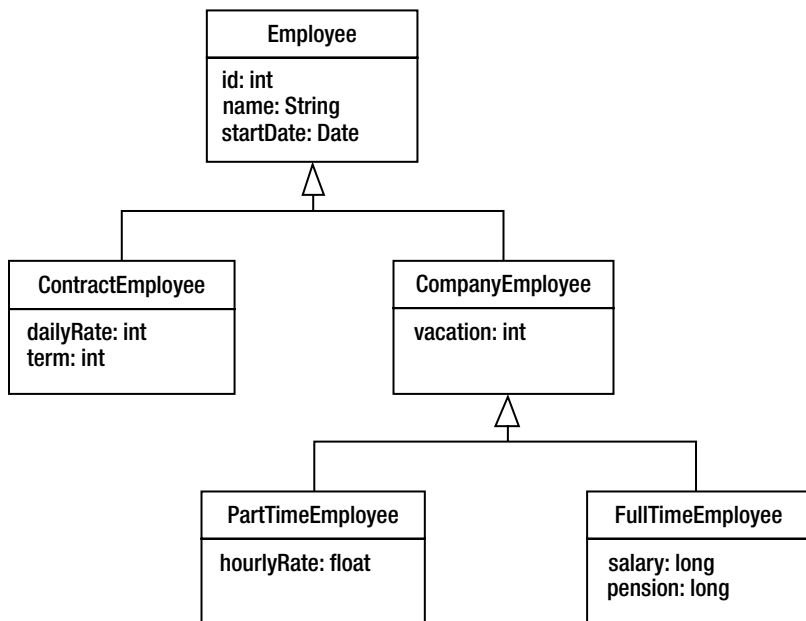 Employee
id: int
name: String
startDate: Date
ContractEmployee
dailyRate: int
term: int
CompanyEmployee
vacation: int
PartTimeEmployee
hourlyRate: float
FullTimeEmployee
salary: long
pension: long